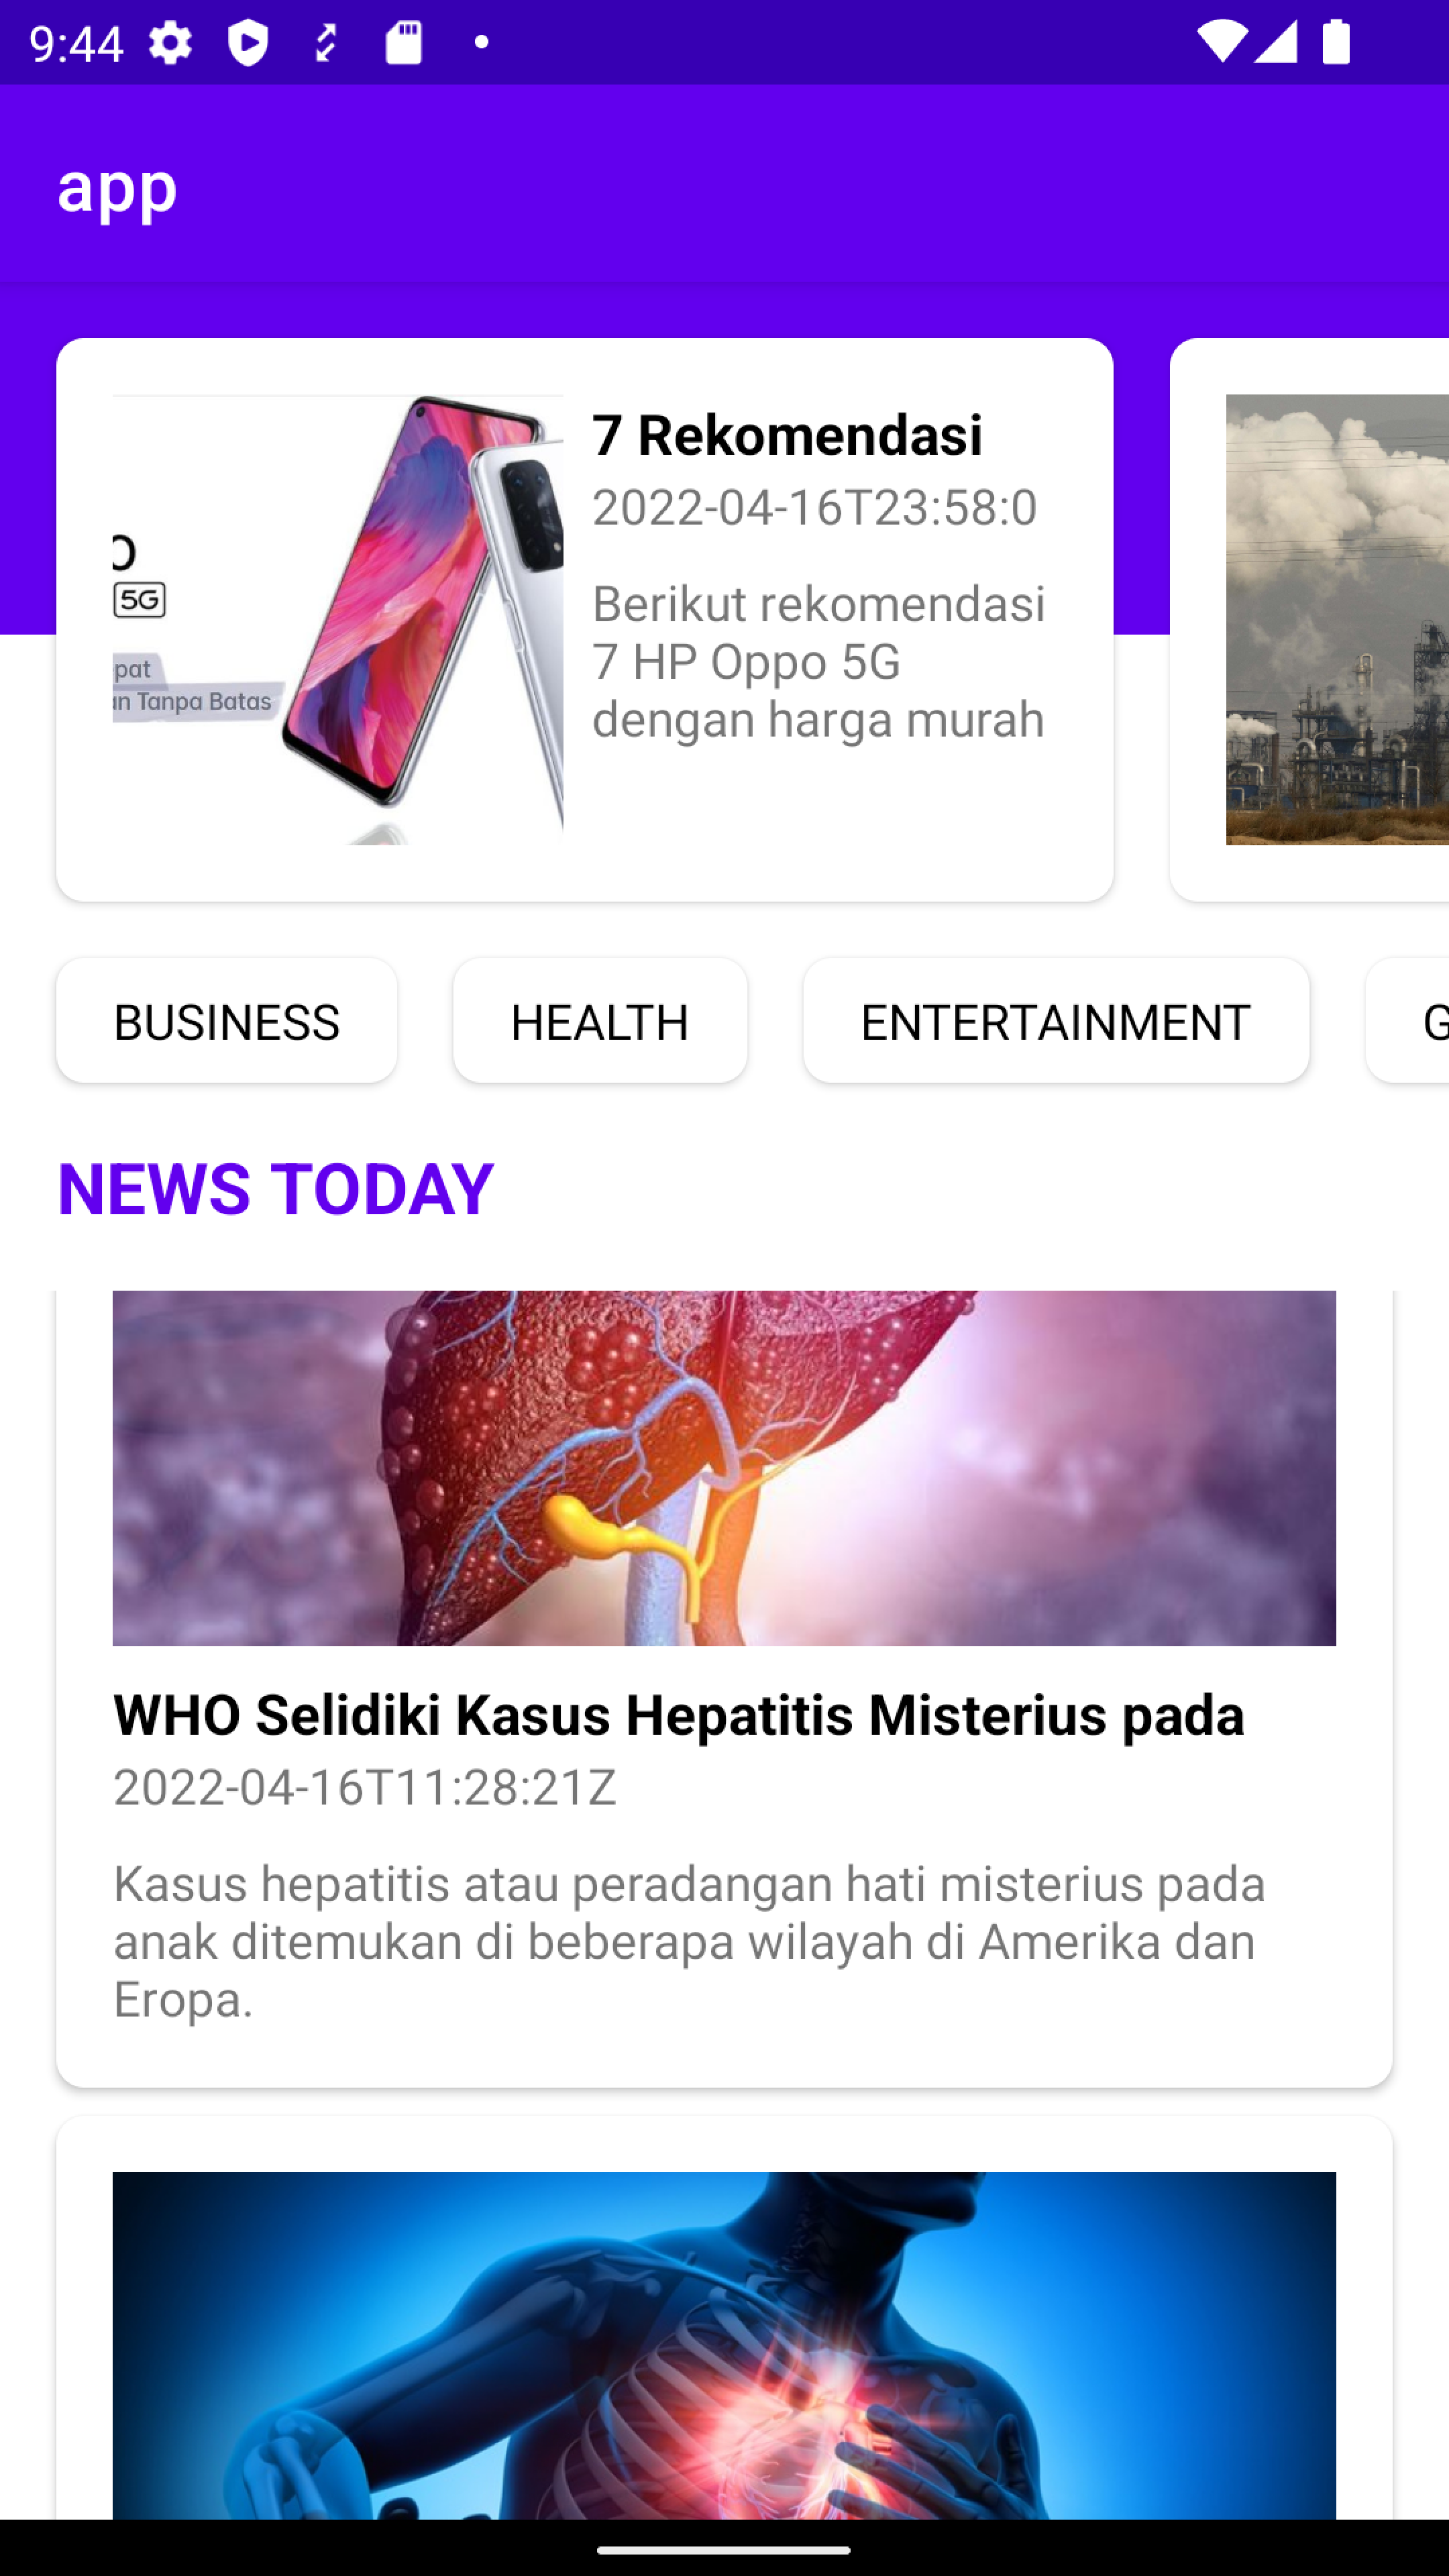 9:44
app
O
5G
pat
an Tanpa Batas
7 Rekomendasi
2022-04-16T23:58:0
Berikut rekomendasi
7 HP Oppo 5G
dengan harga murah
BUSINESS
HEALTH
ENTERTAINMENT
G
NEWS TODAY
WHO Selidiki Kasus Hepatitis Misterius pada
2022-04-16T11:28:21Z
Kasus hepatitis atau peradangan hati misterius pada
anak ditemukan di beberapa wilayah di Amerika dan
Eropa.